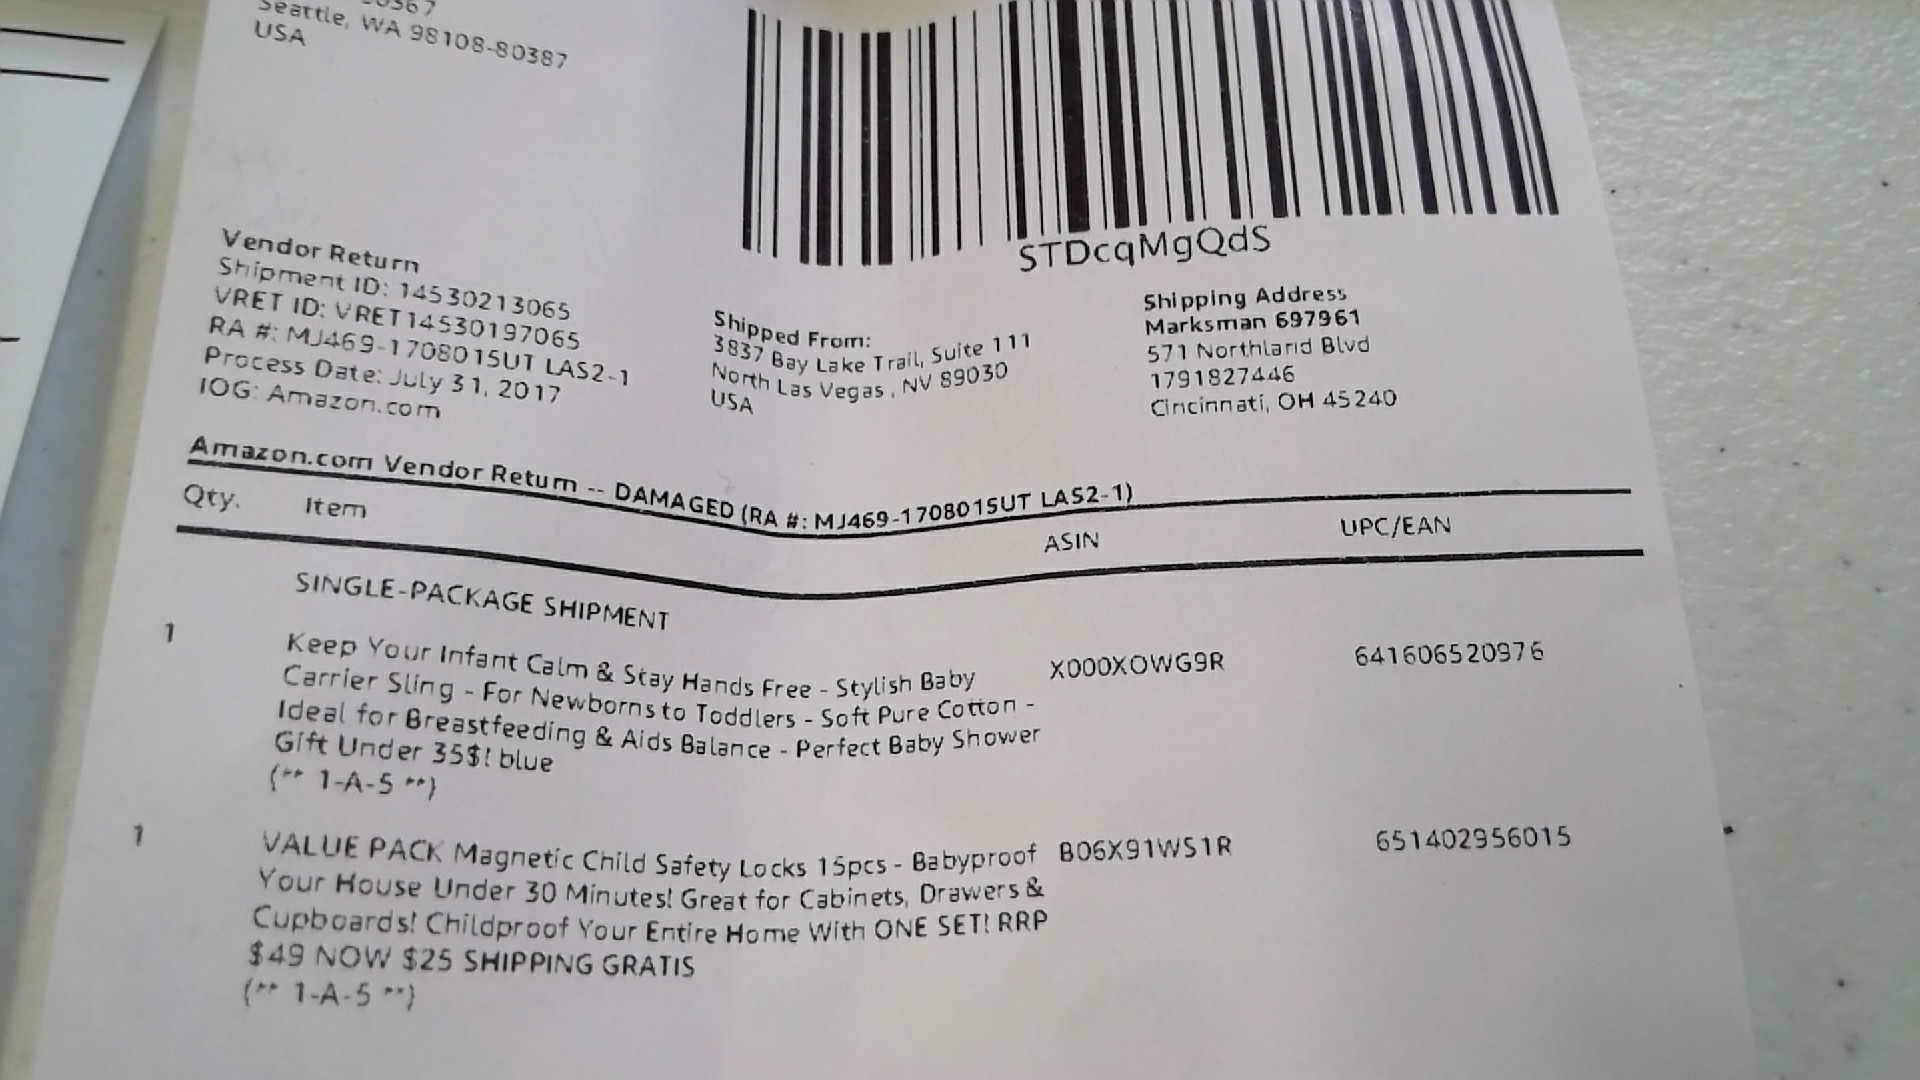 Seattle, WA 98108-80387
USA
STDcqMgQdS
Vendor Return
Shipment ID: 14530213065
VRET ID: VRET14530197065
RA #: MJ469-170801SUT LAS2-1
Process Date: July 31, 2017
IOG: Amazon.com
Shipped From:
3837 Bay Lake Trail, Suite 111
North Las Vegas , NV 89030
USA
Shipping Address
Marksman 697961
571 Northland Blvd
1791827446
Cincinnati, OH 45240
Amazon.com Vendor Return -- DAMAGED (RA #: MJ469-170801SUT LAS2-1)
Qty. Item ASIN UPC/EAN
SINGLE-PACKAGE SHIPMENT
1 Keep Your Infant Calm & Stay Hands Free - Stylish Baby X000XOWG9R 641606520976
Carrier Sling - For Newborns to Toddlers - Soft Pure Cotton -
Ideal for Breastfeeding & Aids Balance - Perfect Baby Shower
Gift Under 35$! blue
(** 1-A-5 **)
1 VALUE PACK Magnetic Child Safety Locks 15pcs - Babyproof B06X91WS1R 651402956015
Your House Under 30 Minutes! Great for Cabinets, Drawers &
Cupboards! Childproof Your Entire Home With ONE SET! RRP
$49 NOW $25 SHIPPING GRATIS
(** 1-A-5 **)